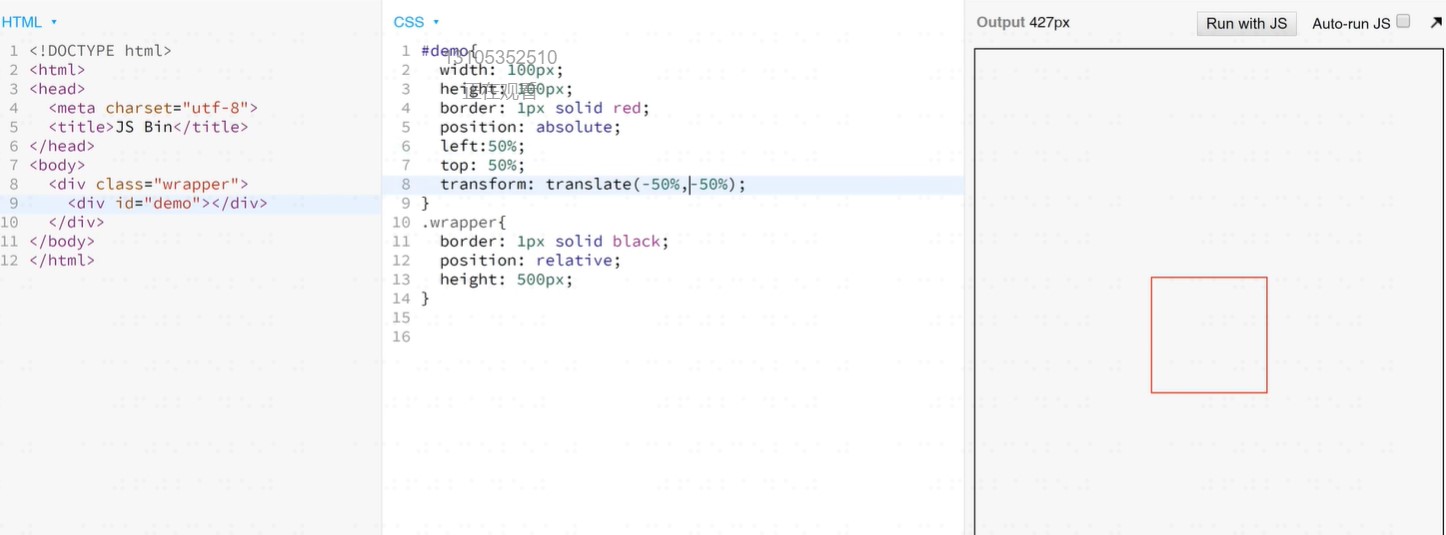 HTML ▾
1 <!DOCTYPE html>
2 <html>
3 <head>
4 <meta charset="utf-8">
5 <title>JS Bin</title>
6 </head>
7 <body>
8 <div class="wrapper">
9 <div id="demo"></div>
10 </div>
11 </body>
12 </html>
CSS ▾
1 #demo{
13105352510
2 width: 100px;
3 height: 100px;
正在观看
4 border: 1px solid red;
5 position: absolute;
6 left:50%;
7 top: 50%;
8 transform: translate(-50%,-50%);
9 }
10 .wrapper{
11 border: 1px solid black;
12 position: relative;
13 height: 500px;
14 }
15
16
Output 427px
Run with JS
Auto-run JS